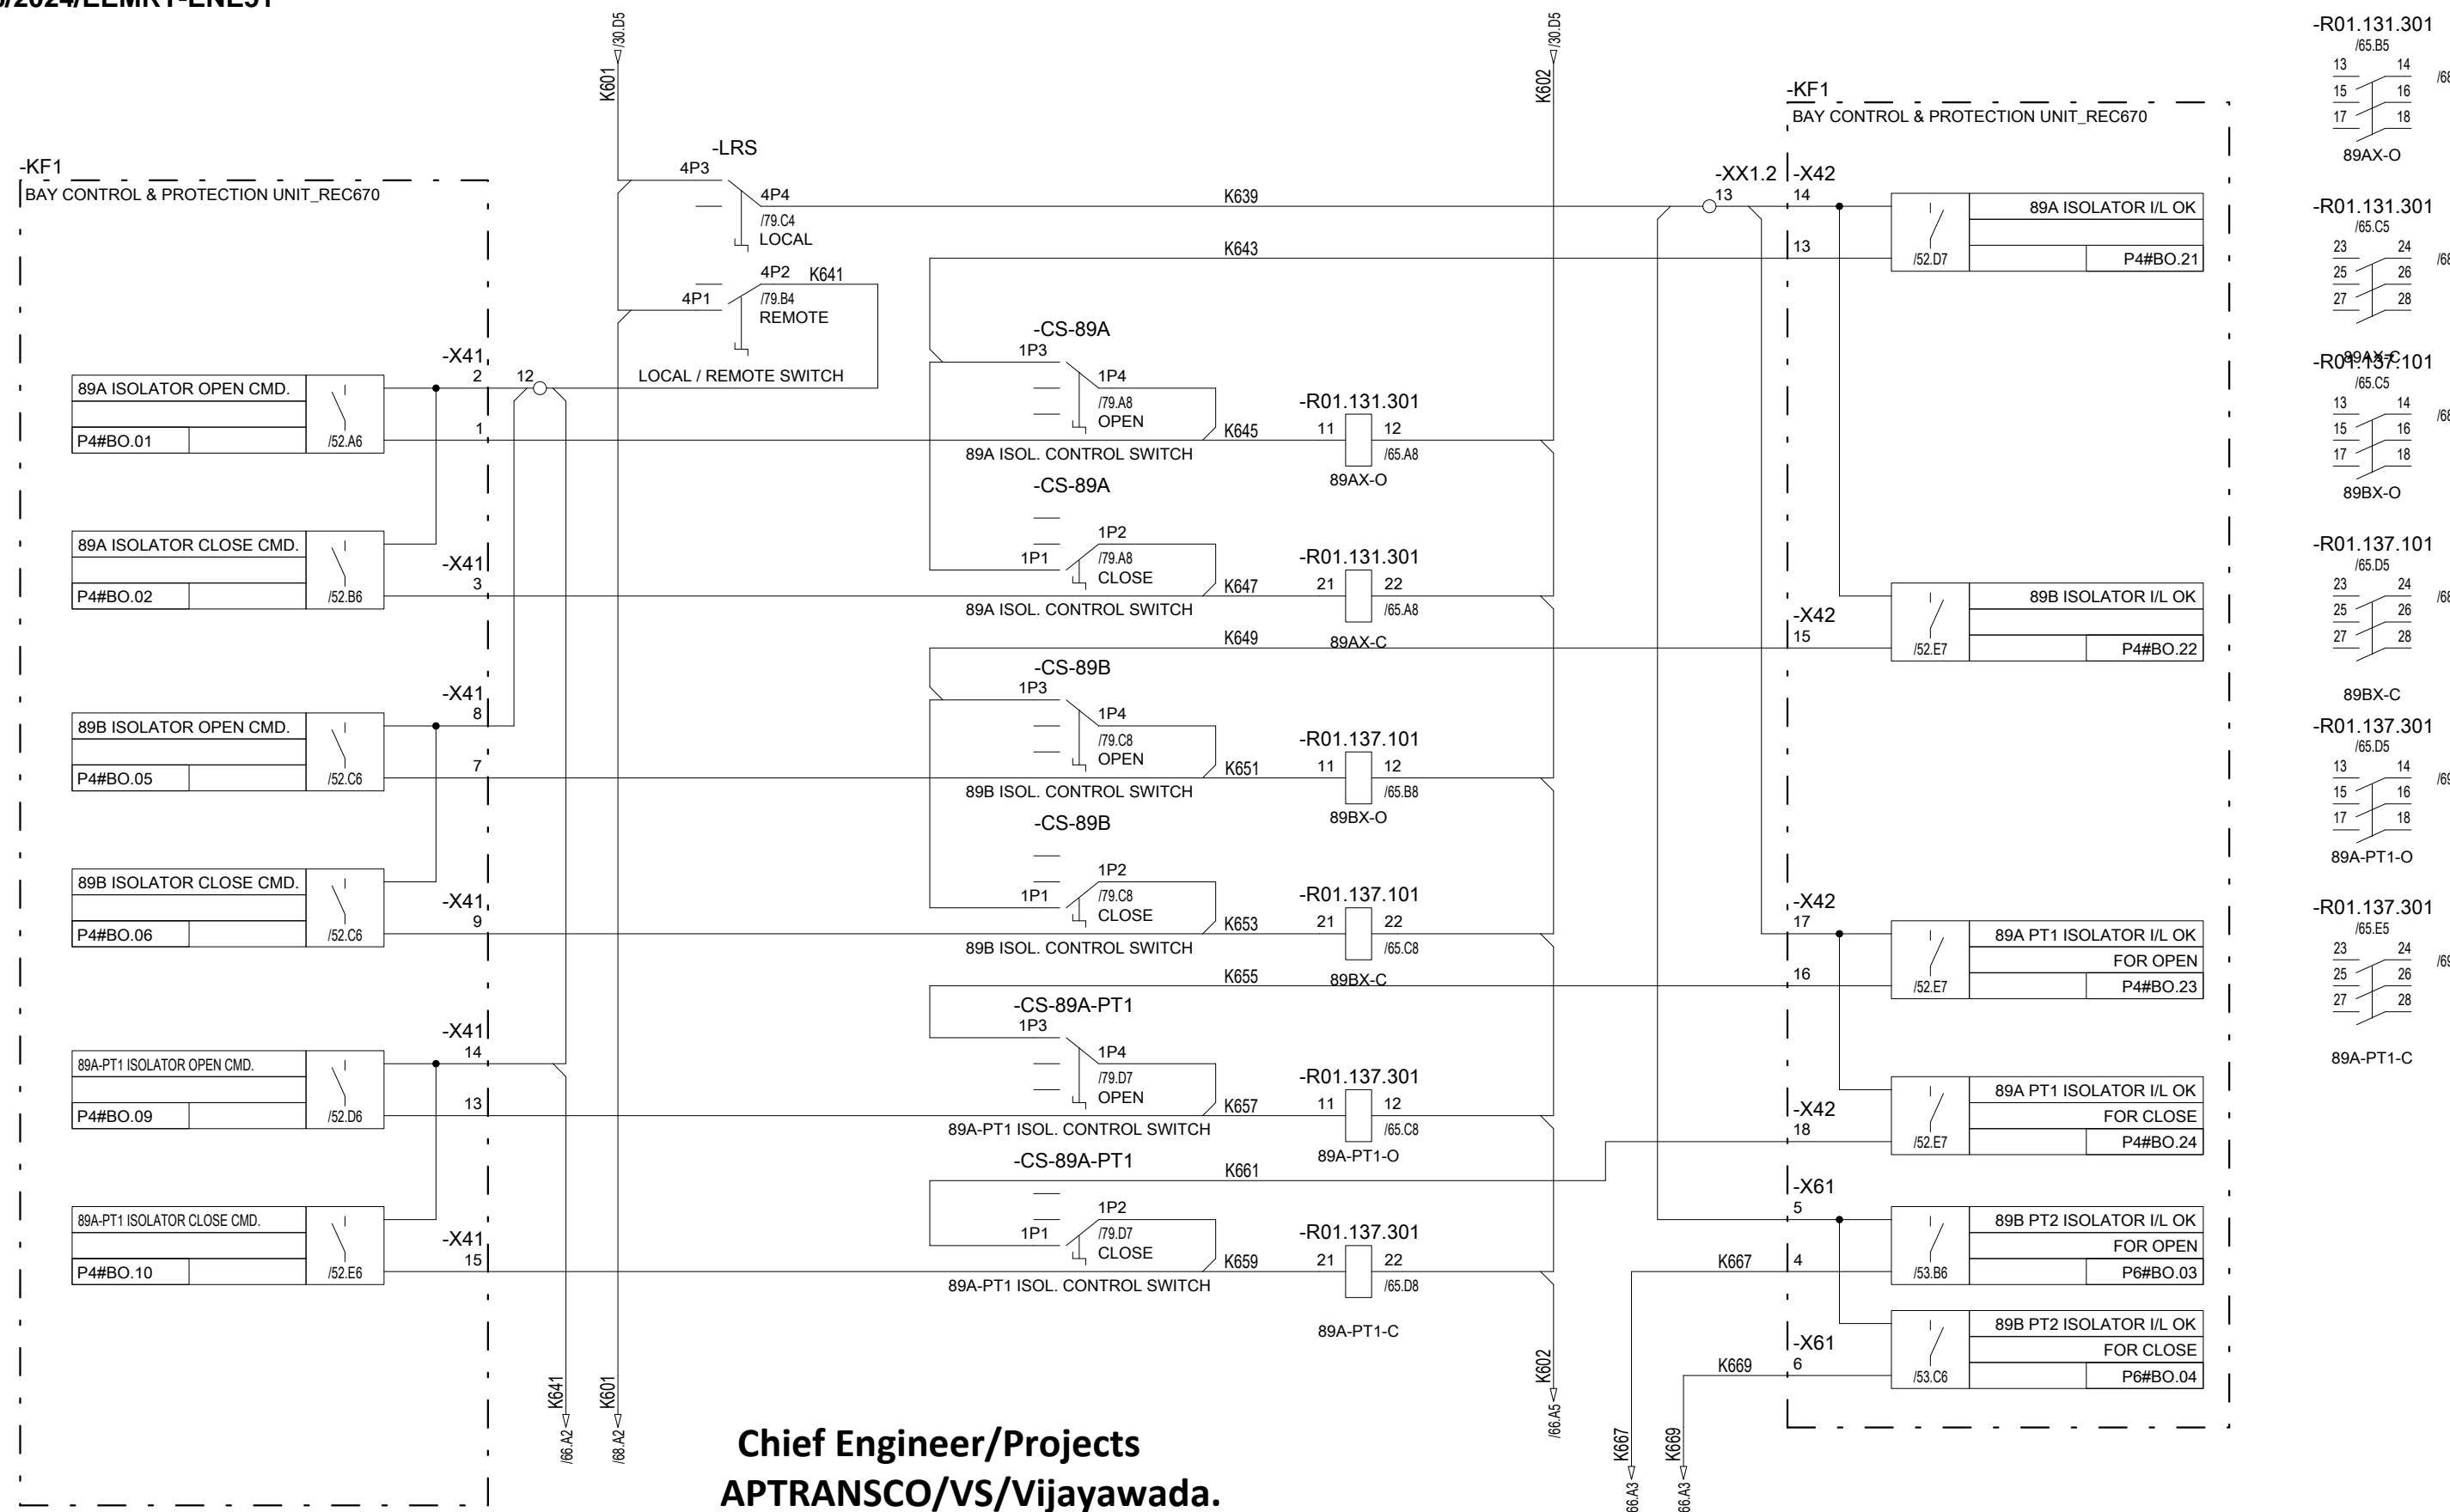 /2024/EEMRT-ENE51
-KF1
BAY CONTROL & PROTECTION UNIT_REC670
-X41
2
12
89A ISOLATOR OPEN CMD.
P4#BO.01
/52.A6
1
89A ISOLATOR CLOSE CMD.
P4#BO.02
/52.B6
-X41
3
89B ISOLATOR OPEN CMD.
P4#BO.05
/52.C6
-X41
8
7
89B ISOLATOR CLOSE CMD.
P4#BO.06
/52.C6
-X41
9
89A-PT1 ISOLATOR OPEN CMD.
P4#BO.09
/52.D6
-X41
14
13
89A-PT1 ISOLATOR CLOSE CMD.
P4#BO.10
/52.E6
-X41
15
/30.D5
K601
-LRS
4P3
4P4
/79.C4
LOCAL
4P2
K641
4P1
/79.B4
REMOTE
LOCAL / REMOTE SWITCH
K639
K643
-CS-89A
1P3
1P4
/79.A8
OPEN
K645
89A ISOL. CONTROL SWITCH
-R01.131.301
11
12
/65.A8
89AX-O
-CS-89A
1P2
1P1
/79.A8
CLOSE
K647
89A ISOL. CONTROL SWITCH
-R01.131.301
21
22
/65.A8
89AX-C
K649
-CS-89B
1P3
1P4
/79.C8
OPEN
K651
89B ISOL. CONTROL SWITCH
-R01.137.101
11
12
/65.B8
89BX-O
-CS-89B
1P2
1P1
/79.C8
CLOSE
K653
89B ISOL. CONTROL SWITCH
-R01.137.101
21
22
/65.C8
89BX-C
K655
-CS-89A-PT1
1P3
1P4
/79.D7
OPEN
K657
89A-PT1 ISOL. CONTROL SWITCH
-R01.137.301
11
12
/65.C8
89A-PT1-O
-CS-89A-PT1
K661
1P2
1P1
/79.D7
CLOSE
K659
89A-PT1 ISOL. CONTROL SWITCH
-R01.137.301
21
22
/65.D8
89A-PT1-C
K641
/66.A2
K601
/68.A2
/30.D5
K602
K602
/66.A5
K667
66.A3
K669
66.A3
-KF1
BAY CONTROL & PROTECTION UNIT_REC670
-XX1.2
13
-X42
14
89A ISOLATOR I/L OK
13
/52.D7
P4#BO.21
89B ISOLATOR I/L OK
-X42
15
/52.E7
P4#BO.22
-X42
17
89A PT1 ISOLATOR I/L OK
FOR OPEN
16
/52.E7
P4#BO.23
89A PT1 ISOLATOR I/L OK
FOR CLOSE
-X42
18
/52.E7
P4#BO.24
-X61
5
89B PT2 ISOLATOR I/L OK
FOR OPEN
K667
4
/53.B6
P6#BO.03
89B PT2 ISOLATOR I/L OK
FOR CLOSE
-X61
K669
6
/53.C6
P6#BO.04
-R01.131.301
/65.B5
13 14
15 16
17 18
89AX-O
-R01.131.301
/65.C5
23 24
25 26
27 28
89AX-C
-R01.137.101
/65.C5
13 14
15 16
17 18
89BX-O
-R01.137.101
/65.D5
23 24
25 26
27 28
89BX-C
-R01.137.301
/65.D5
13 14
15 16
17 18
89A-PT1-O
-R01.137.301
/65.E5
23 24
25 26
27 28
89A-PT1-C
Chief Engineer/Projects
APTRANSCO/VS/Vijayawada.